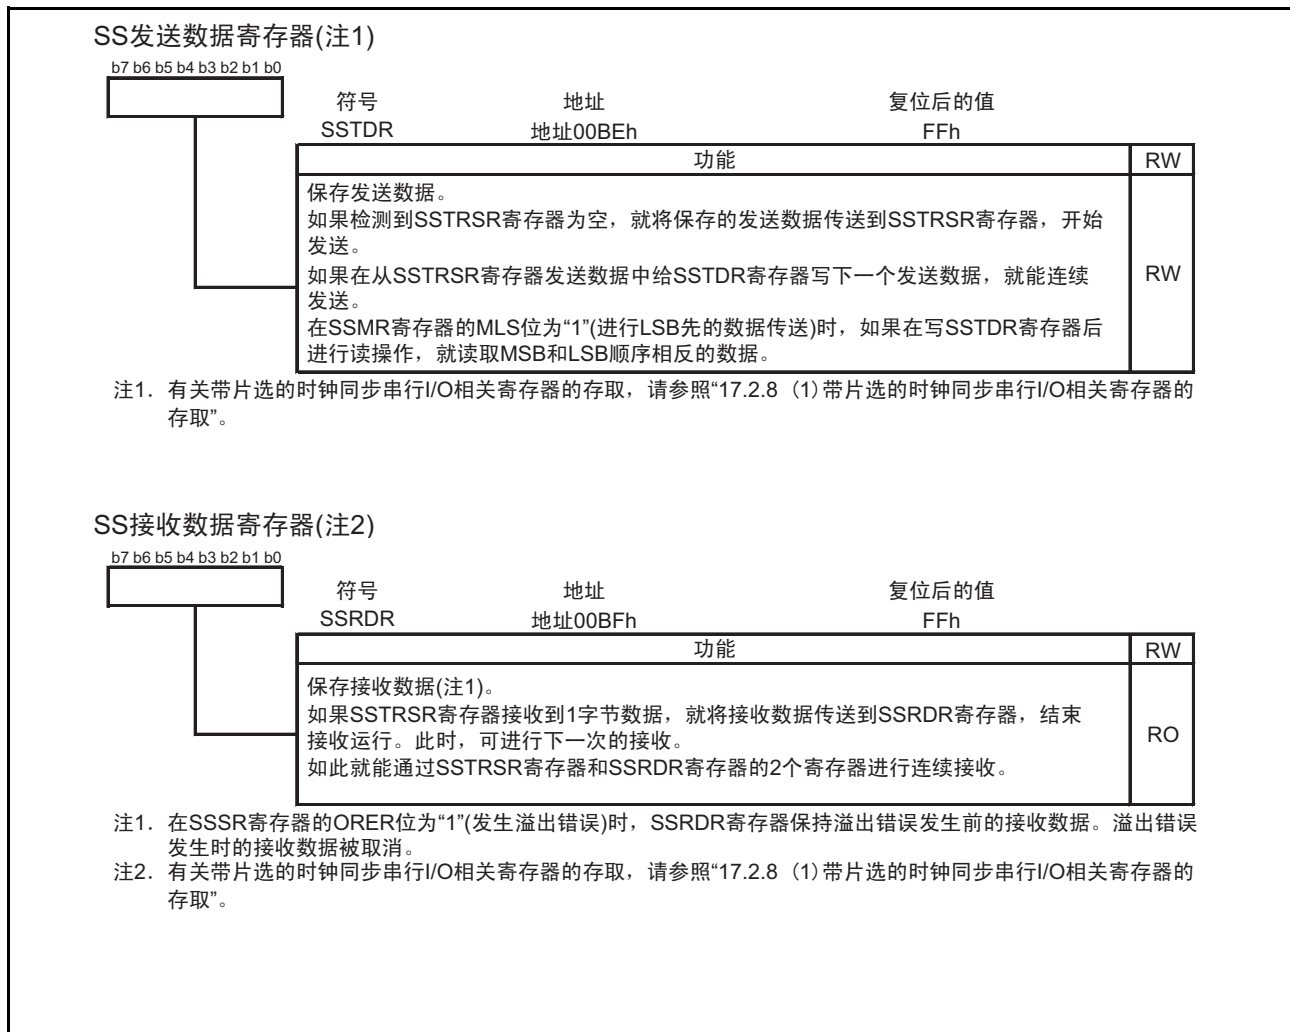 SS发送数据寄存器(注1)
b7 b6 b5 b4 b3 b2 b1 b0
符号 地址 复位后的值
SSTDR 地址00BEh FFh
功能 RW
保存发送数据。
如果检测到SSTRSR寄存器为空，就将保存的发送数据传送到SSTRSR寄存器，开始
发送。
如果在从SSTRSR寄存器发送数据中给SSTDR寄存器写下一个发送数据，就能连续 RW
发送。
在SSMR寄存器的MLS位为“1”(进行LSB先的数据传送)时，如果在写SSTDR寄存器后
进行读操作，就读取MSB和LSB顺序相反的数据。
注1. 有关带片选的时钟同步串行I/O相关寄存器的存取，请参照“17.2.8（1）带片选的时钟同步串行I/O相关寄存器的
存取”。
SS接收数据寄存器(注2)
b7 b6 b5 b4 b3 b2 b1 b0
符号 地址 复位后的值
SSRDR 地址00BFh FFh
功能 RW
保存接收数据(注1)。
如果SSTRSR寄存器接收到1字节数据，就将接收数据传送到SSRDR寄存器，结束
接收运行。此时，可进行下一次的接收。 RO
如此就能通过SSTRSR寄存器和SSRDR寄存器的2个寄存器进行连续接收。
注1. 在SSSR寄存器的ORER位为“1”(发生溢出错误)时，SSRDR寄存器保持溢出错误发生前的接收数据。溢出错误
发生时的接收数据被取消。
注2. 有关带片选的时钟同步串行I/O相关寄存器的存取，请参照“17.2.8（1）带片选的时钟同步串行I/O相关寄存器的
存取”。